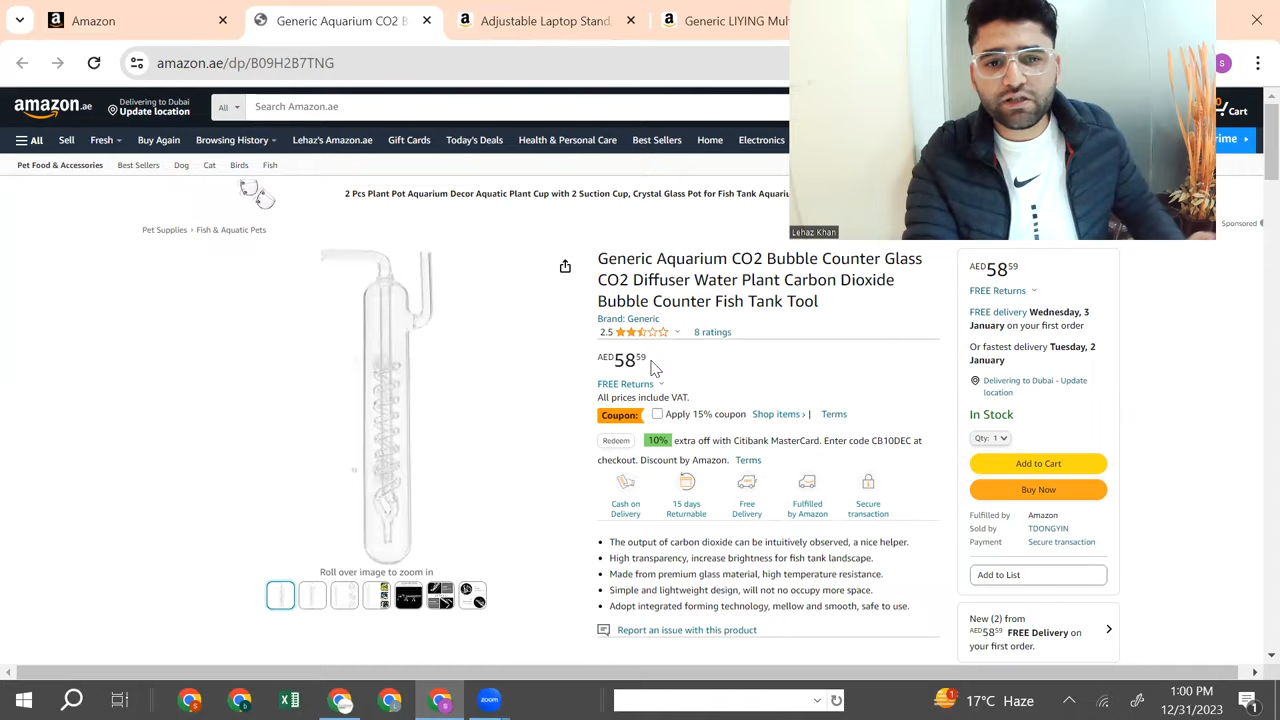 Amazon
Generic Aquarium CO2 B
Adjustable Laptop Stand,
Generic LIYING Mul
amazon.ae/dp/B09H2B7TNG
S
amazon.ae
Delivering to Dubai
Update location
All
Search Amazon.ae
Cart
All
Sell
Fresh
Buy Again
Browsing History
Lehaz's Amazon.ae
Gift Cards
Today's Deals
Health & Personal Care
Best Sellers
Home
Electronics
rime
Pet Food & Accessories
Best Sellers
Dog
Cat
Birds
Fish
2 Pcs Plant Pot Aquarium Decor Aquatic Plant Cup with 2 Suction Cup, Crystal Glass Pot for Fish Tank Aquariu
Lehaz Khan
Sponsored
Pet Supplies › Fish & Aquatic Pets
Generic Aquarium CO2 Bubble Counter Glass
CO2 Diffuser Water Plant Carbon Dioxide
Bubble Counter Fish Tank Tool
Brand: Generic
2.5
8 ratings
AED58 59
FREE Returns
All prices include VAT.
Coupon:
Apply 15% coupon
Shop items ›
|
Terms
Redeem
10% extra off with Citibank MasterCard. Enter code CB10DEC at
checkout. Discount by Amazon.
Terms
Cash on
Delivery
15 days
Returnable
Free
Delivery
Fulfilled
by Amazon
Secure
transaction
• The output of carbon dioxide can be intuitively observed, a nice helper.
• High transparency, increase brightness for fish tank landscape.
• Made from premium glass material, high temperature resistance.
• Simple and lightweight design, will not no occupy more space.
• Adopt integrated forming technology, mellow and smooth, safe to use.
Report an issue with this product
Roll over image to zoom in
AED58 59
FREE Returns
FREE delivery Wednesday, 3
January on your first order
Or fastest delivery Tuesday, 2
January
Delivering to Dubai - Update
location
In Stock
Qty: 1
Add to Cart
Buy Now
Fulfilled by Amazon
Sold by TDONGYIN
Payment Secure transaction
Add to List
New (2) from
AED58 59 FREE Delivery on
your first order.
b
S
zoom
1
17°C Haze
1:00 PM
12/31/2023
1